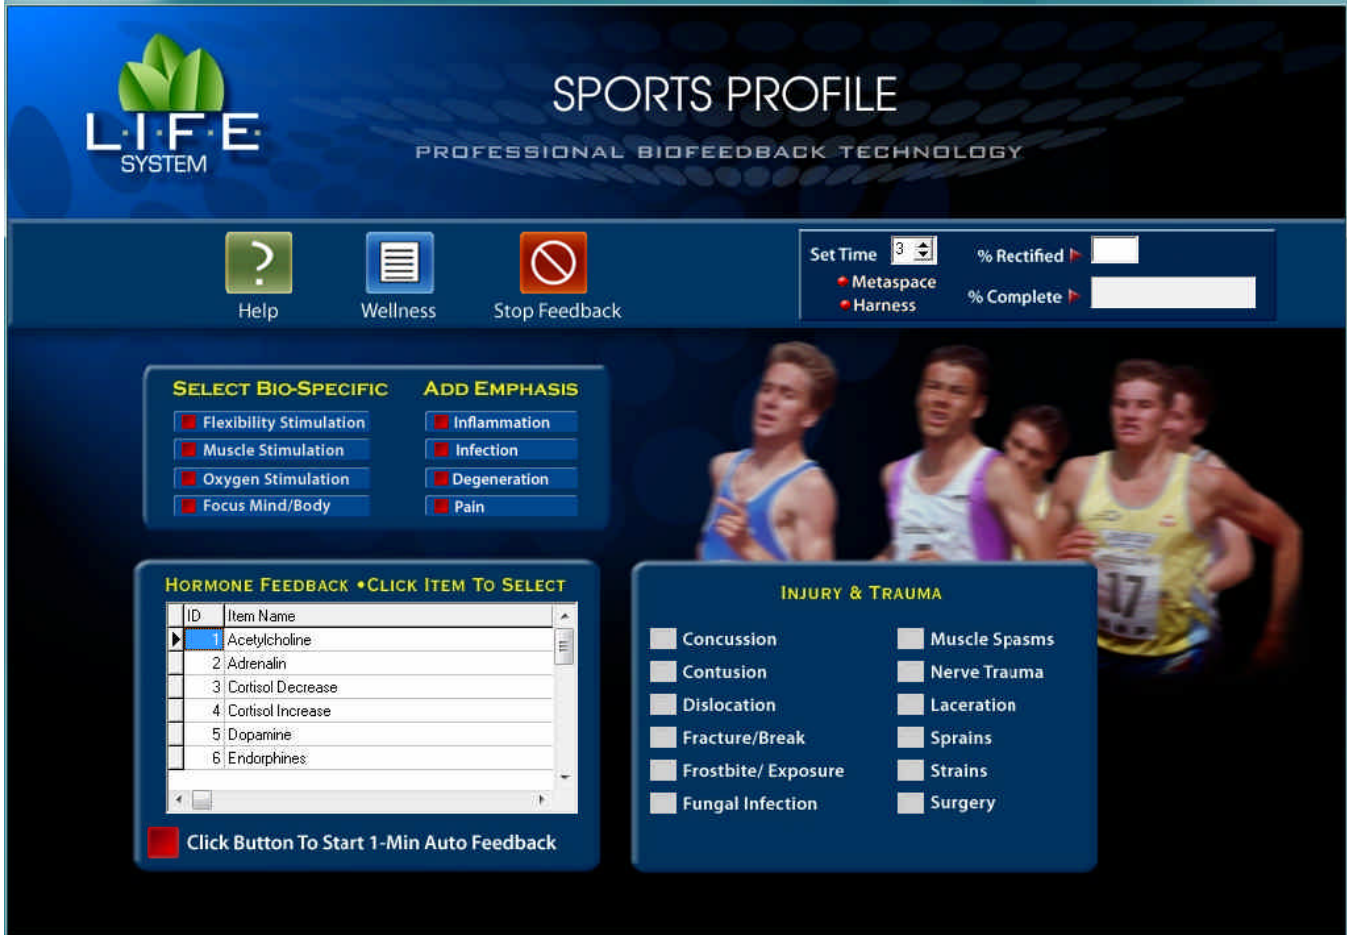 L·I·F·E·
SYSTEM
SPORTS PROFILE
PROFESSIONAL BIOFEEDBACK TECHNOLOGY
?
Help
Wellness
Stop Feedback
Set Time 3
Metaspace
Harness
% Rectified
% Complete
SELECT BIO-SPECIFIC
Flexibility Stimulation
Muscle Stimulation
Oxygen Stimulation
Focus Mind/Body
ADD EMPHASIS
Inflammation
Infection
Degeneration
Pain
17
HORMONE FEEDBACK •CLICK ITEM TO SELECT
ID Item Name
1 Acetylcholine
2 Adrenalin
3 Cortisol Decrease
4 Cortisol Increase
5 Dopamine
6 Endorphines
Click Button To Start 1-Min Auto Feedback
INJURY & TRAUMA
Concussion
Contusion
Dislocation
Fracture/Break
Frostbite/ Exposure
Fungal Infection
Muscle Spasms
Nerve Trauma
Laceration
Sprains
Strains
Surgery